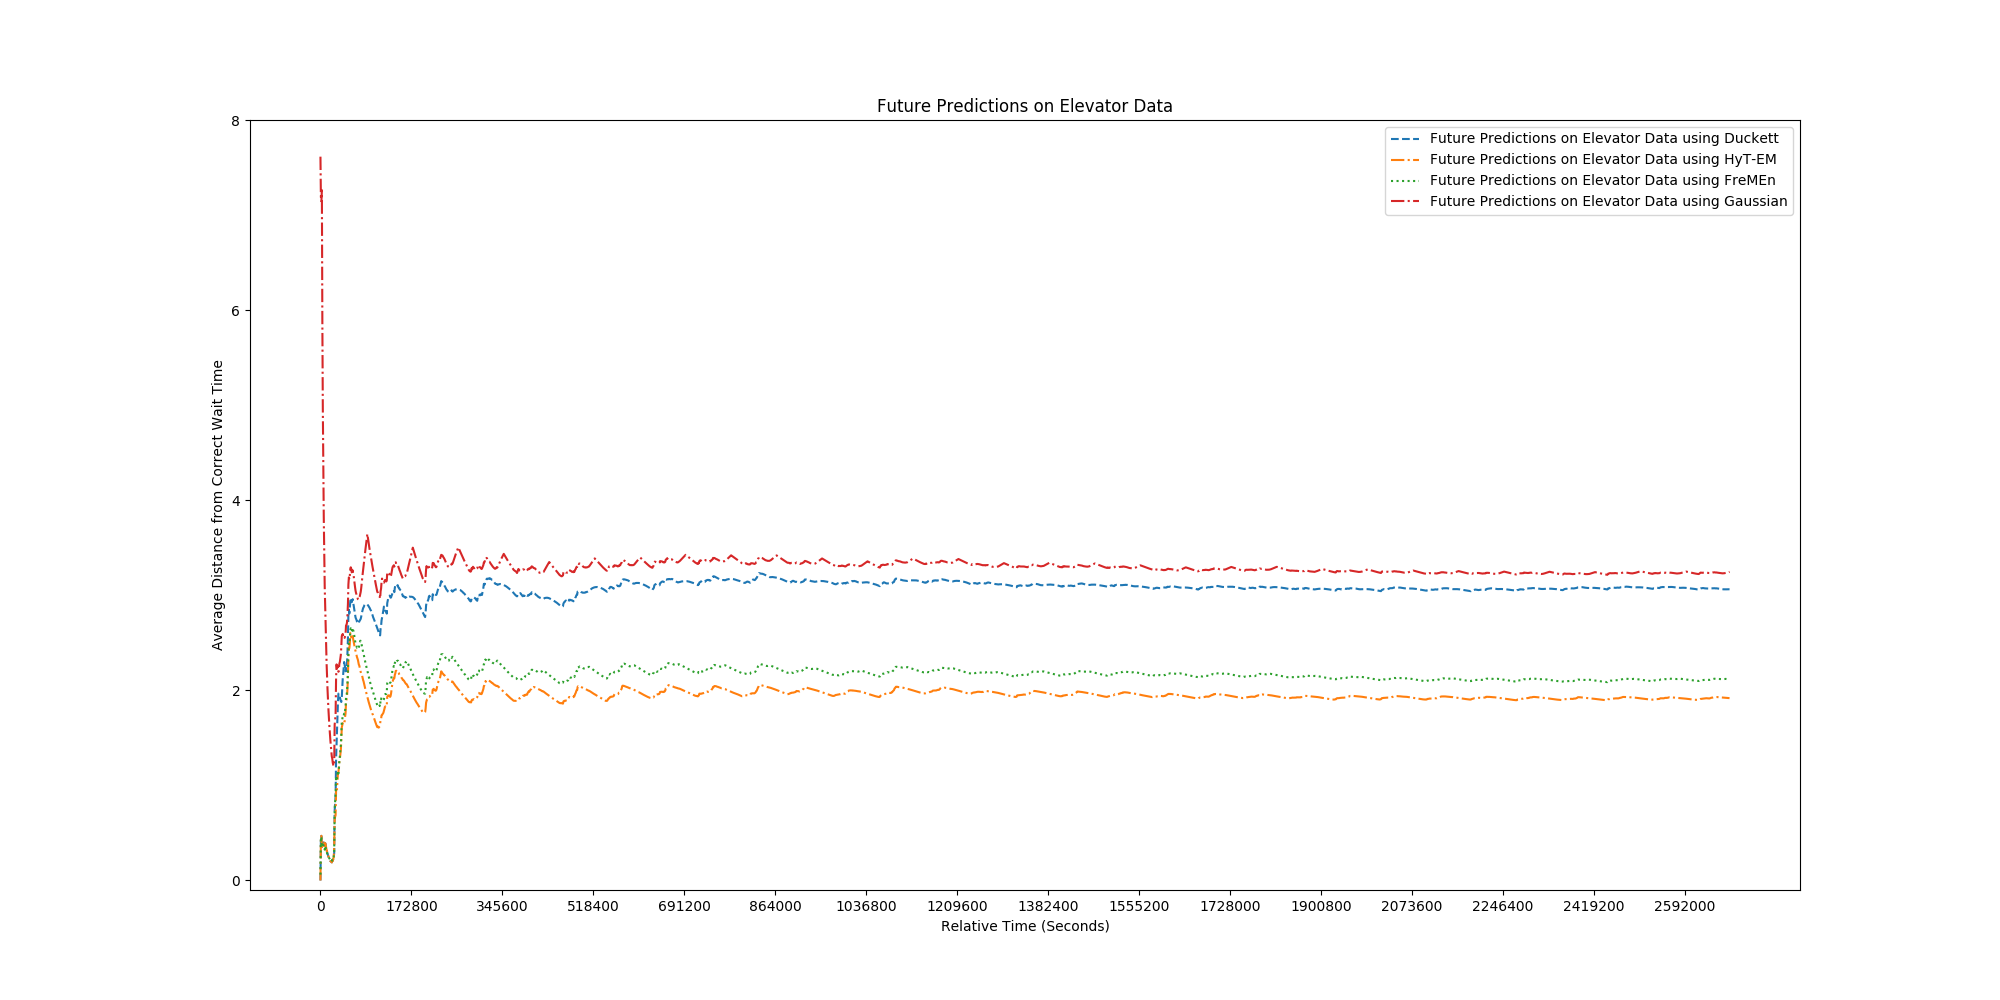 Future Predictions on Elevator Data
Future Predictions on Elevator Data using Duckett
Future Predictions on Elevator Data using HyT-EM
Future Predictions on Elevator Data using FreMEn
Future Predictions on Elevator Data using Gaussian
Average Distance from Correct Wait Time
8
6
4
2
0
0 172800 345600 518400 691200 864000 1036800 1209600 1382400 1555200 1728000 1900800 2073600 2246400 2419200 2592000
Relative Time (Seconds)